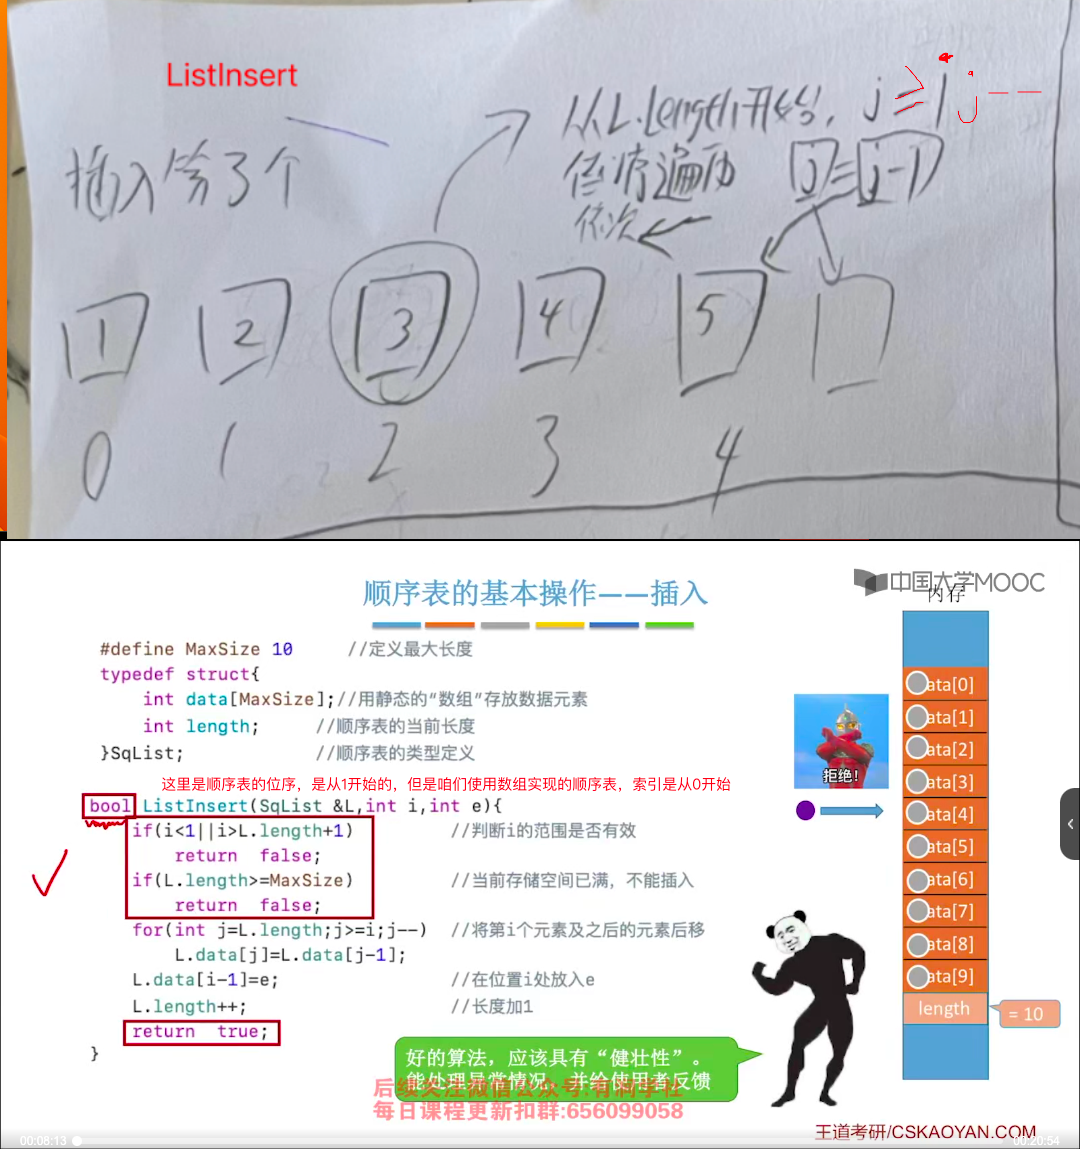 ListInsert
从L.length开始, j>=i j--
插入第3个
倒序遍历 [j]=[j-1]
依次
1 2 3 4 5
0 1 2 3 4
中国大学MOOC
顺序表的基本操作——插入
内存
#define MaxSize 10 //定义最大长度
typedef struct{
int data[MaxSize];//用静态的“数组”存放数据元素
int length; //顺序表的当前长度
}SqList; //顺序表的类型定义
这里是顺序表的位序，是从1开始的，但是咱们使用数组实现的顺序表，索引是从0开始
bool ListInsert(SqList &L,int i,int e){
if(i<1||i>L.length+1) //判断i的范围是否有效
return false;
if(L.length>=MaxSize) //当前存储空间已满，不能插入
return false;
for(int j=L.length;j>=i;j--) //将第i个元素及之后的元素后移
L.data[j]=L.data[j-1];
L.data[i-1]=e; //在位置i处放入e
L.length++; //长度加1
return true;
}
拒绝!
ata[0]
ata[1]
ata[2]
ata[3]
ata[4]
ata[5]
ata[6]
ata[7]
ata[8]
ata[9]
length
= 10
好的算法，应该具有“健壮性”。
能处理异常情况，并给使用者反馈
后续关注微信公众号:有利学社
每日课程更新扣群:656099058
王道考研/CSKAOYAN.COM
00:08:13
00:20:54